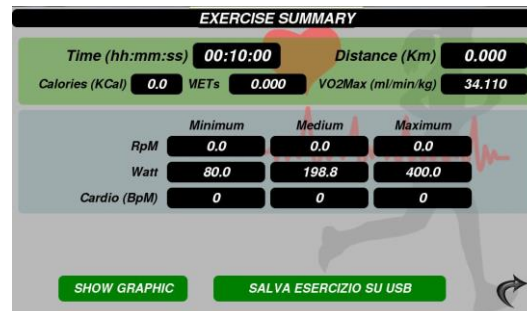 EXERCISE SUMMARY
Time (hh:mm:ss) 00:10:00 Distance (Km) 0.000
Calories (KCal) 0.0 METs 0.000 VO2Max (ml/min/kg) 34.110
Minimum Medium Maximum
RpM 0.0 0.0 0.0
Watt 80.0 198.8 400.0
Cardio (BpM) 0 0 0
SHOW GRAPHIC SALVA ESERCIZIO SU USB